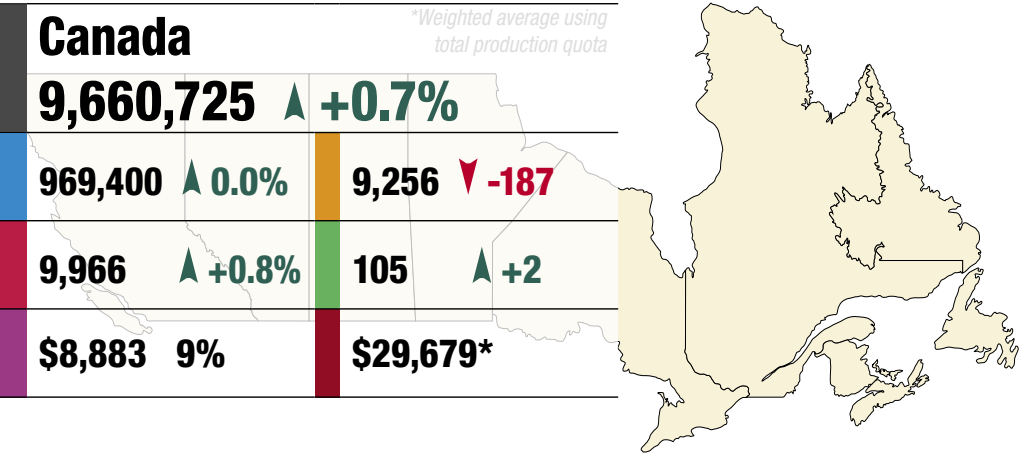 Canada
*Weighted average using
total production quota
9,660,725 +0.7%
969,400 0.0% 9,256 -187
9,966 +0.8% 105 +2
$8,883 9% $29,679*